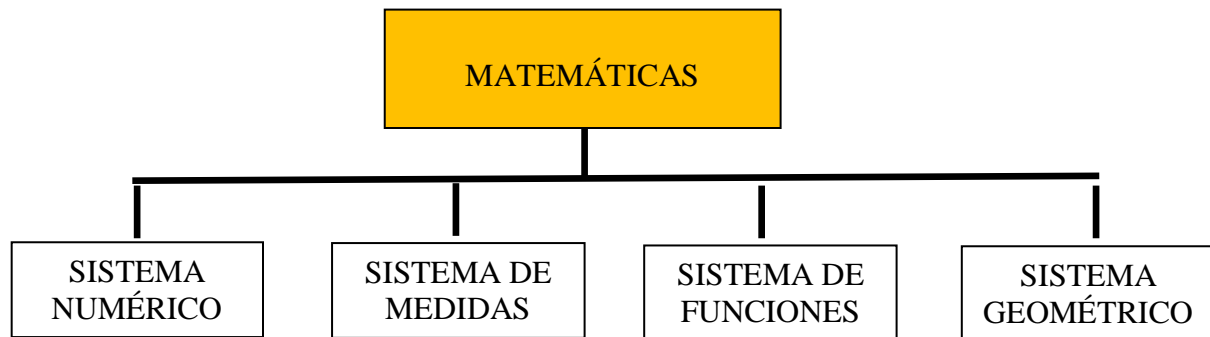 MATEMÁTICAS
SISTEMA
NUMÉRICO
SISTEMA DE
MEDIDAS
SISTEMA DE
FUNCIONES
SISTEMA
GEOMÉTRICO